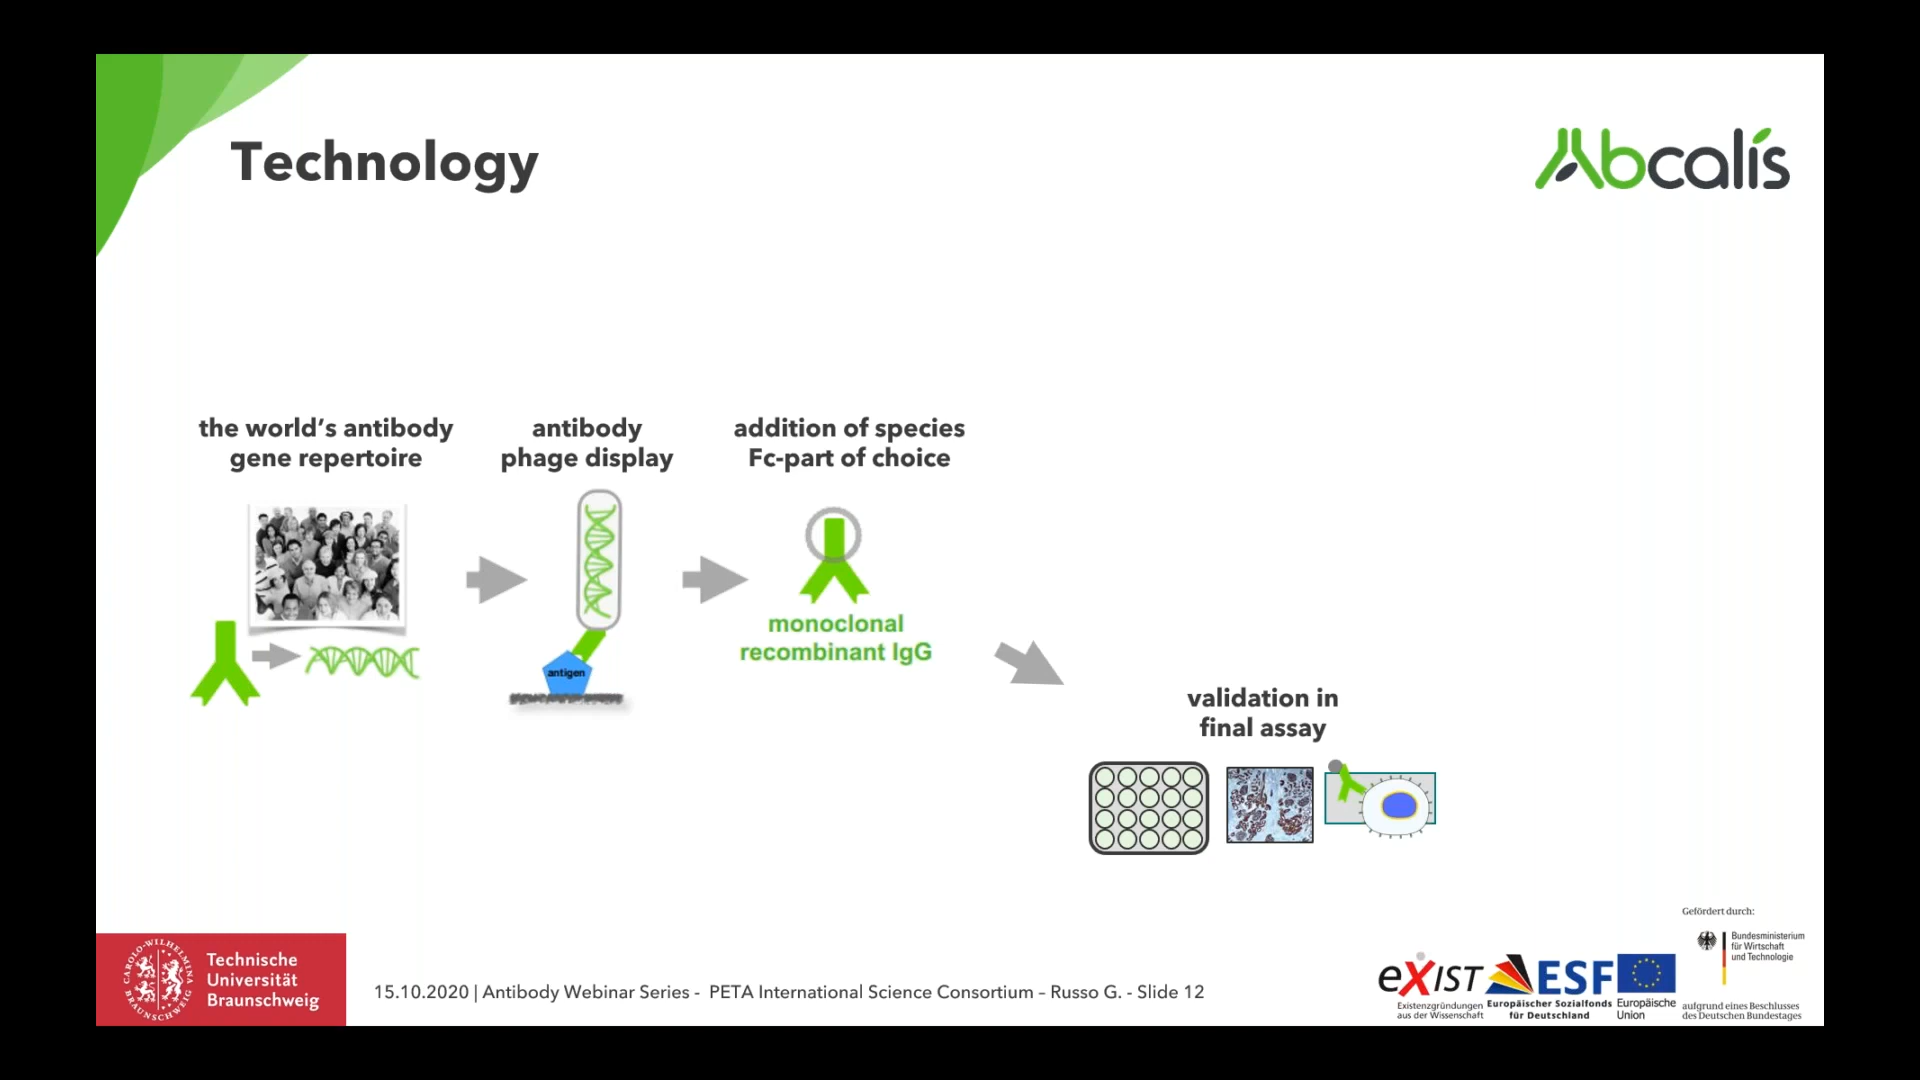 Technology
Abcalis
the world's antibody
gene repertoire
antibody
phage display
addition of species
Fc-part of choice
monoclonal
recombinant IgG
antigen
validation in
final assay
CAROLO-WILHELMINA
BRAUNSCHWEIG
Technische
Universität
Braunschweig
15.10.2020 | Antibody Webinar Series - PETA International Science Consortium – Russo G. - Slide 12
eXIST
Existenzgründungen
aus der Wissenschaft
ESF
Europäischer Sozialfonds
für Deutschland
Europäische
Union
Gefördert durch:
Bundesministerium
für Wirtschaft
und Technologie
aufgrund eines Beschlusses
des Deutschen Bundestages